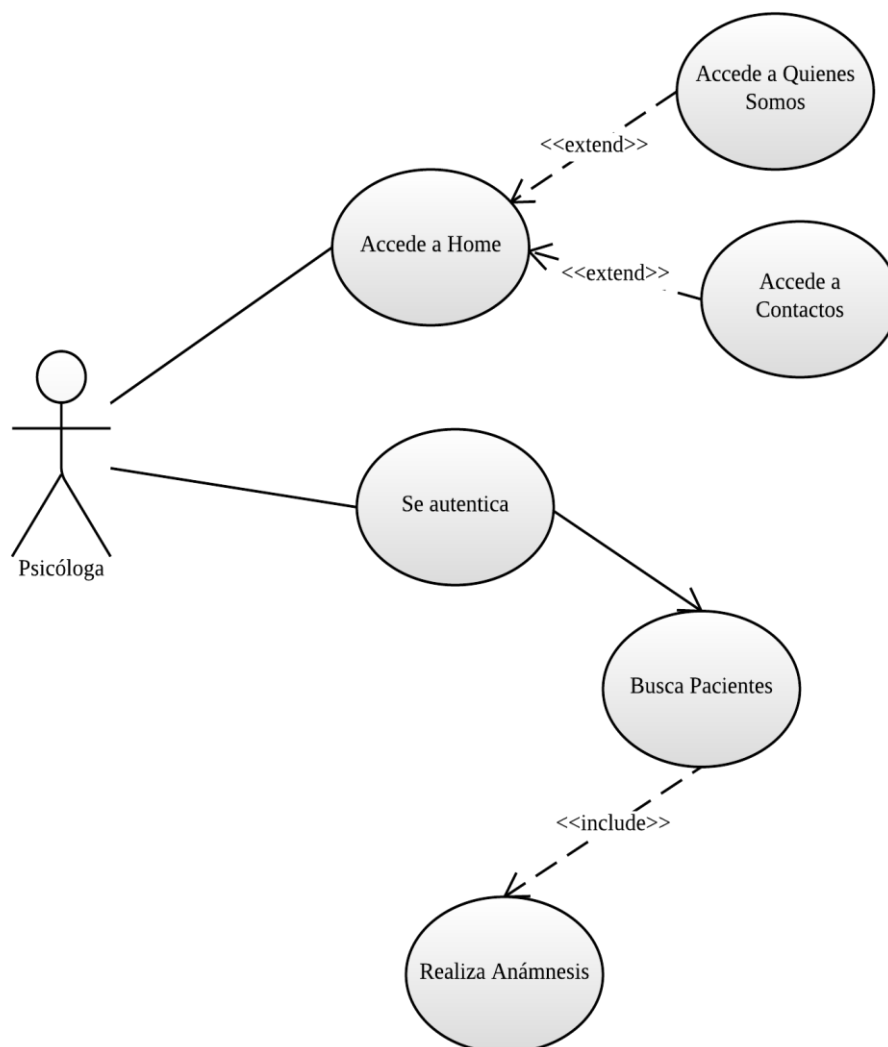 Accede a Quienes
Somos
<<extend>>
Accede a Home
<<extend>>
Accede a
Contactos
Se autentica
Psicóloga
Busca Pacientes
<<include>>
Realiza Anámnesis